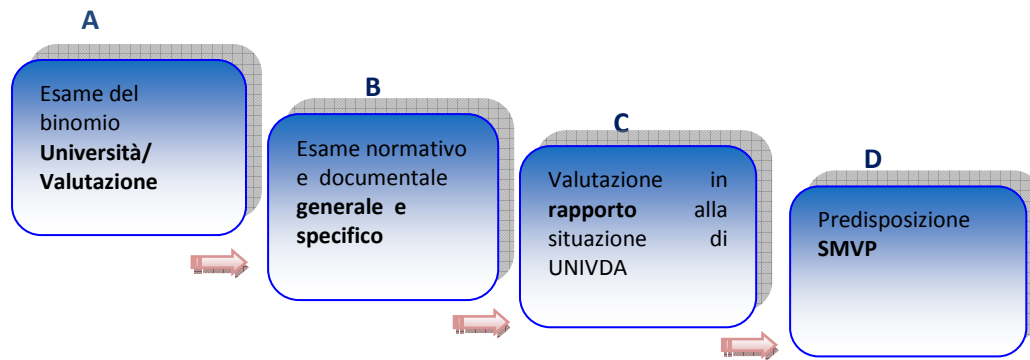 A
Esame del
binomio
Università/
Valutazione
B
Esame normativo
e documentale
generale e
specifico
C
Valutazione in
rapporto alla
situazione di
UNIVDA
D
Predisposizione
SMVP